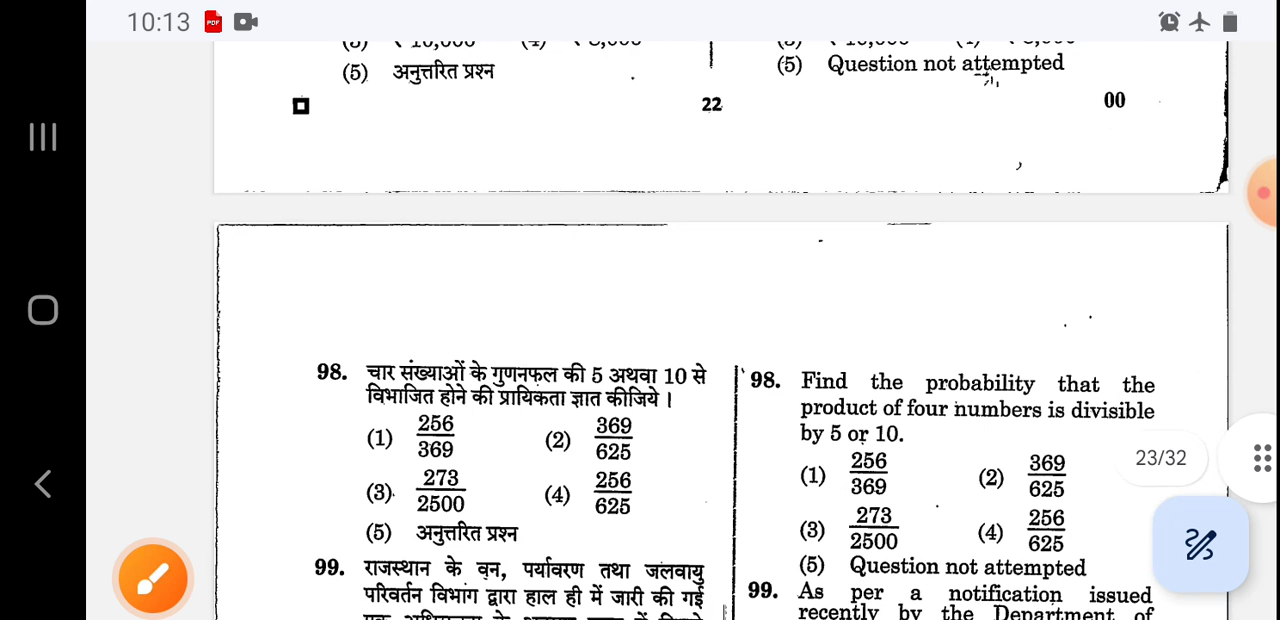 10:13 PDF
(5) अनुत्तरित प्रश्न
(5) Question not attempted
22
00
98. चार संख्याओं के गुणनफल की 5 अथवा 10 से
विभाजित होने की प्रायिकता ज्ञात कीजिये।
(1) 256/369 (2) 369/625
(3) 273/2500 (4) 256/625
(5) अनुत्तरित प्रश्न
99. राजस्थान के वन, पर्यावरण तथा जलवायु
परिवर्तन विभाग द्वारा हाल ही में जारी की गई
98. Find the probability that the
product of four numbers is divisible
by 5 or 10.
(1) 256/369 (2) 369/625
(3) 273/2500 (4) 256/625
(5) Question not attempted
99. As per a notification issued
recently by the Department of
23/32